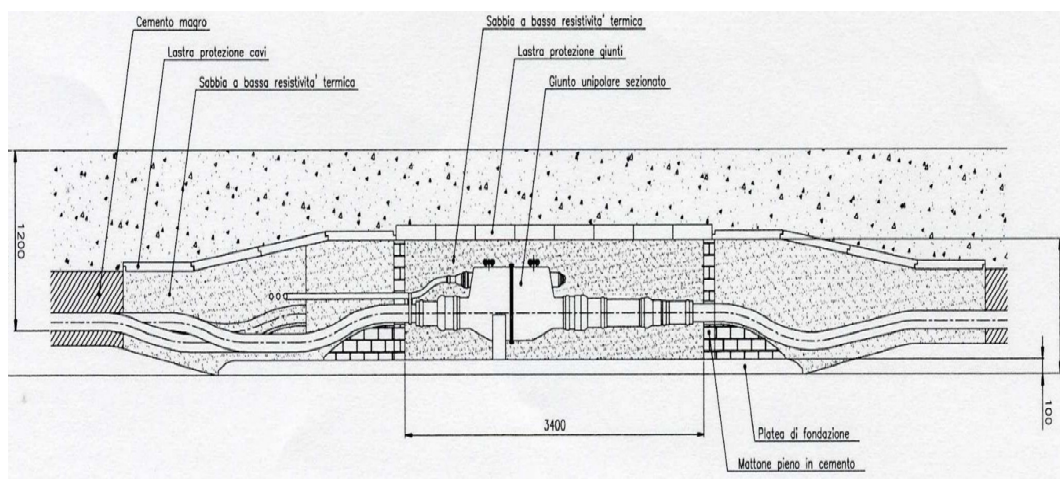 Cemento magro
Lastra protezione cavi
Sabbia a bassa resistivita' termica
Sabbia a bassa resistivita' termica
Lastra protezione giunti
Giunto unipolare sezionato
1200
3400
100
Platea di fondazione
Mattone pieno in cemento